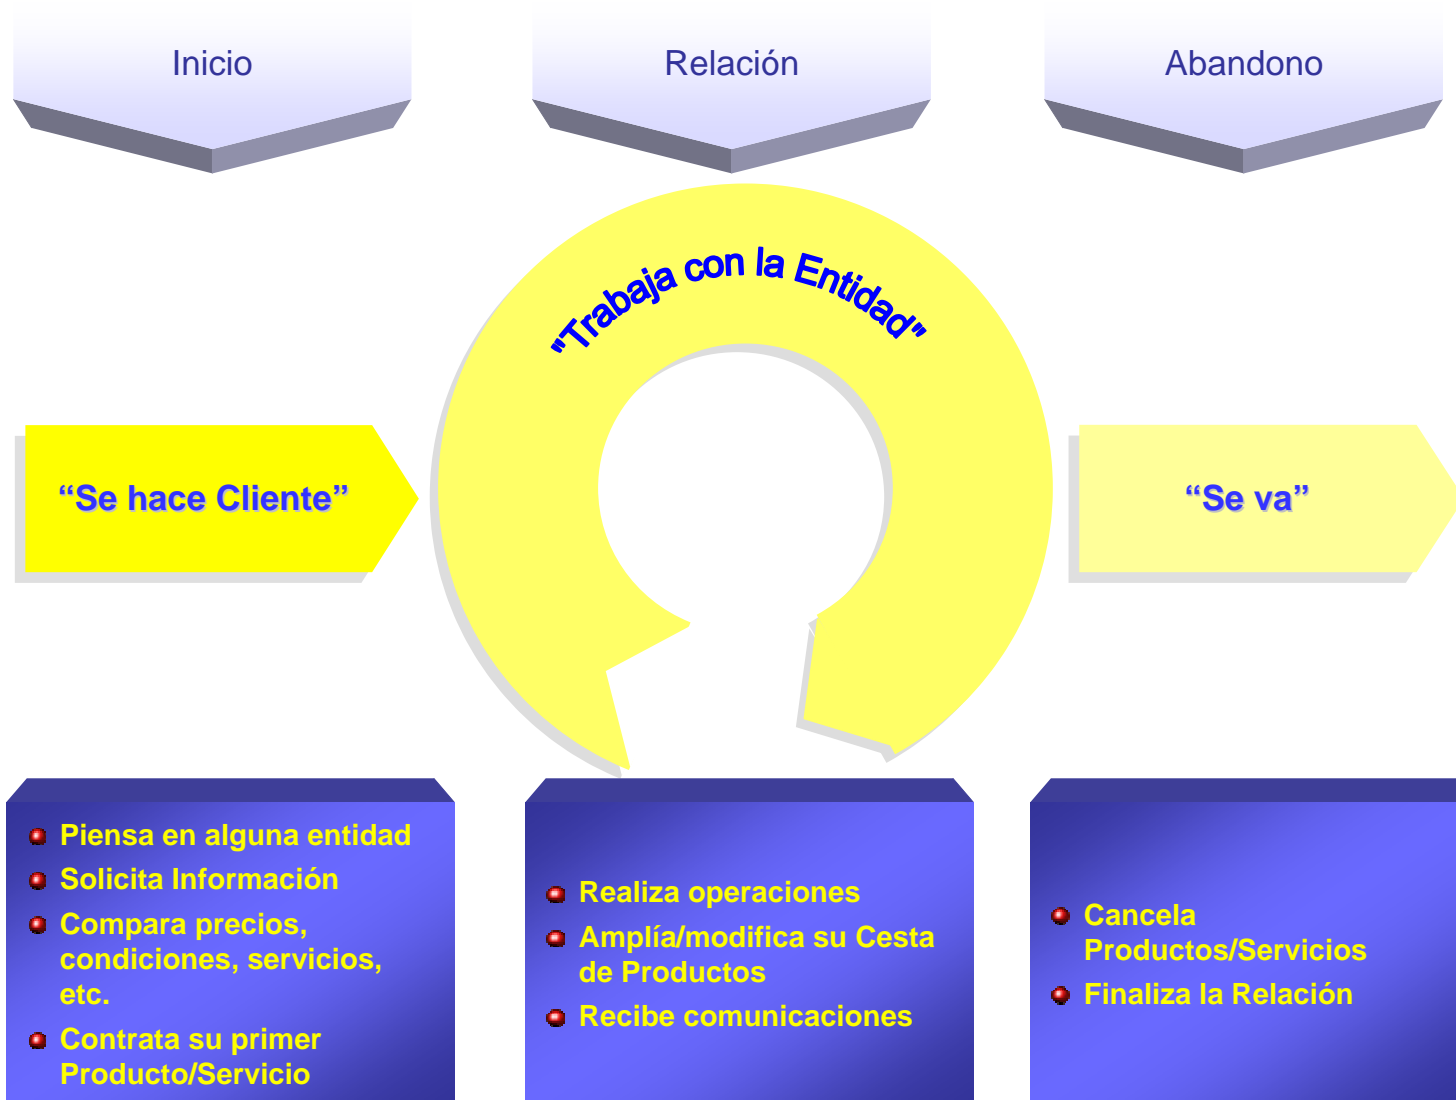 Inicio
Relación
Abandono
"Trabaja con la Entidad"
“Se hace Cliente”
“Se va”
Piensa en alguna entidad
Solicita Información
Compara precios,
condiciones, servicios,
etc.
Contrata su primer
Producto/Servicio
Realiza operaciones
Amplía/modifica su Cesta
de Productos
Recibe comunicaciones
Cancela
Productos/Servicios
Finaliza la Relación